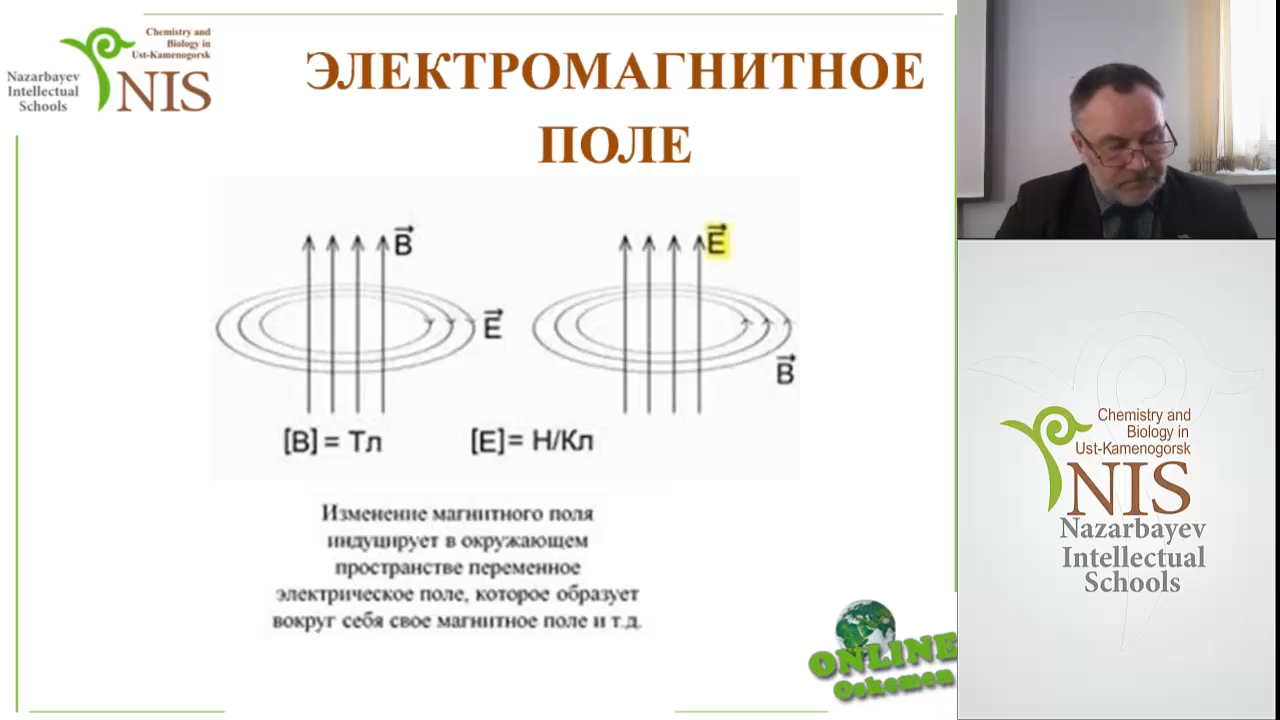 Chemistry and
Biology in
Ust-Kamenogorsk
Nazarbayev
Intellectual
Schools
NIS
ЭЛЕКТРОМАГНИТНОЕ
ПОЛЕ
B
E
E
B
[B] = Тл
[E]= Н/Кл
Изменение магнитного поля
индуцирует в окружающем
пространстве переменное
электрическое поле, которое образует
вокруг себя свое магнитное поле и т.д.
ONLINE
Oskemen
Chemistry and
Biology in
Ust-Kamenogorsk
NIS
Nazarbayev
Intellectual
Schools